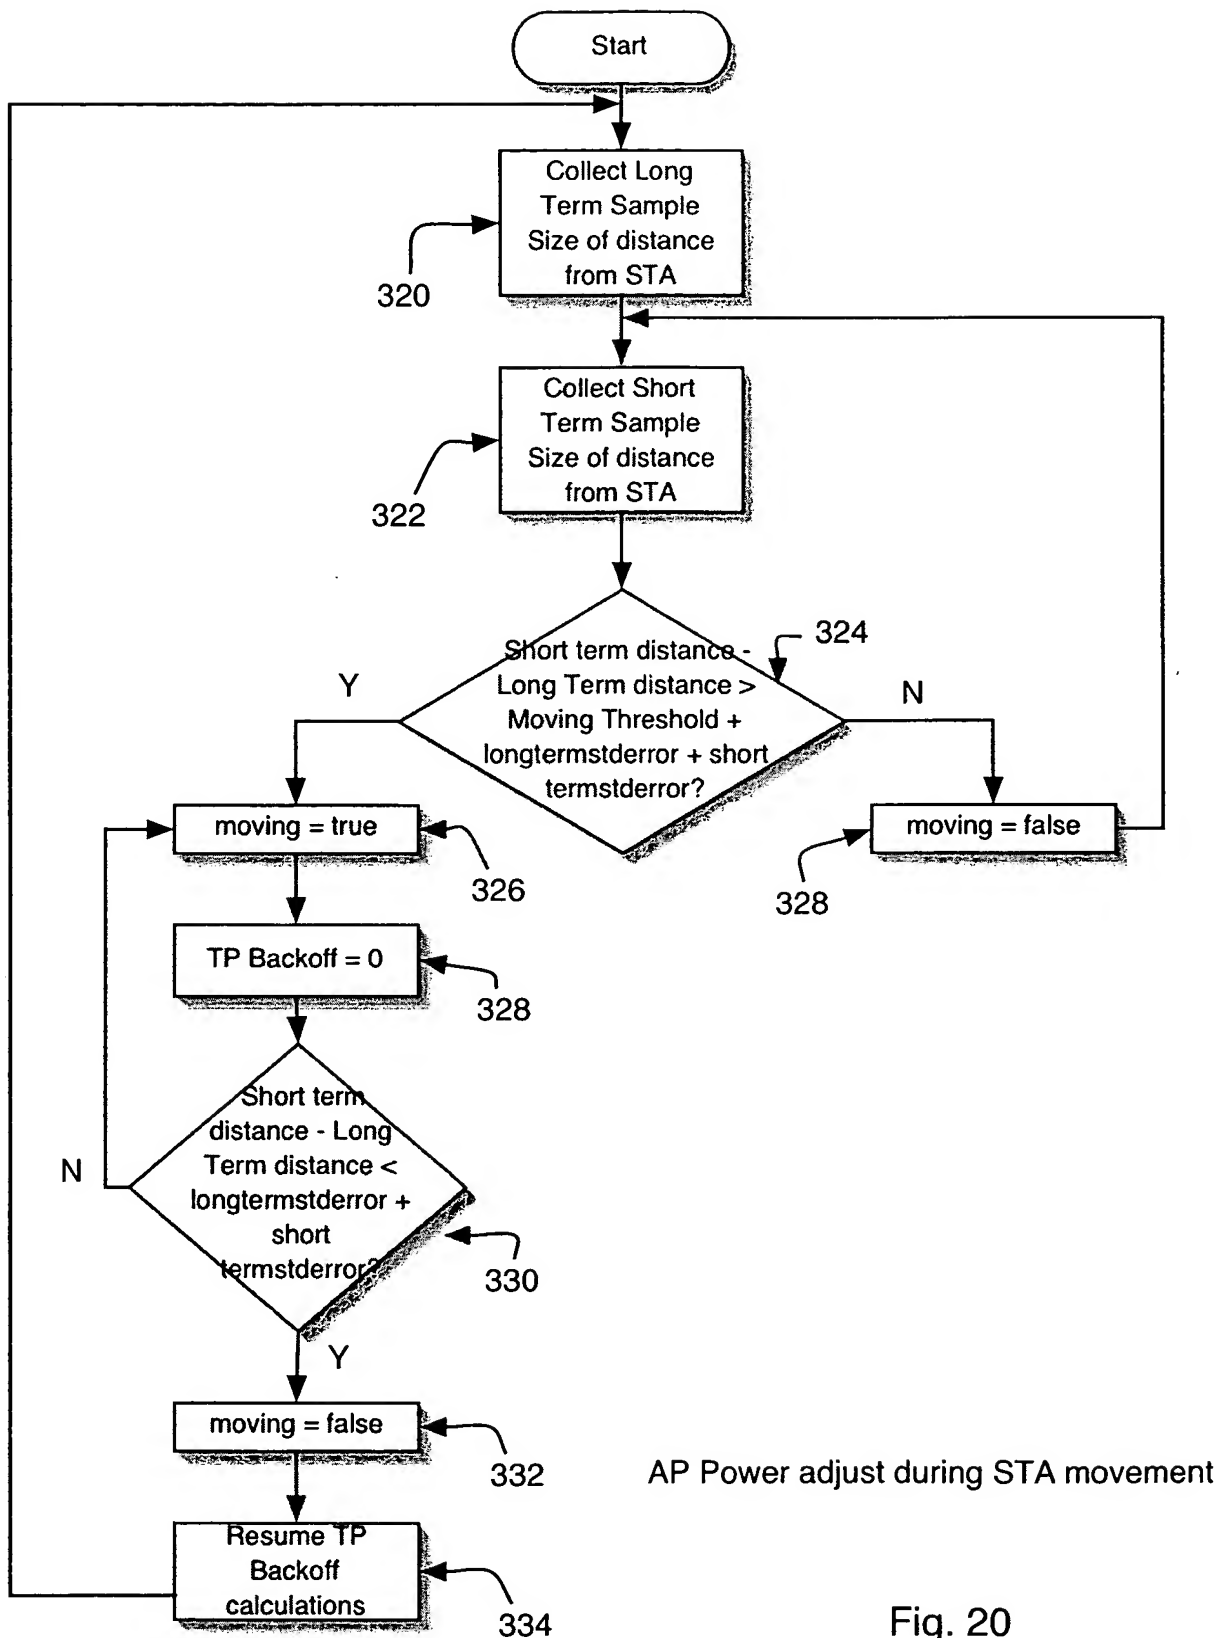 Start
Collect Long
Term Sample
Size of distance
from STA
320
Collect Short
Term Sample
Size of distance
from STA
322
Short term distance -
Long Term distance >
Moving Threshold +
longtermstderror + short
termstderror?
324
Y
N
moving = true
326
moving = false
328
TP Backoff = 0
328
Short term
distance - Long
Term distance <
longtermstderror +
short
termstderror?
N
330
Y
moving = false
332
AP Power adjust during STA movement
Resume TP
Backoff
calculations
334
Fig. 20